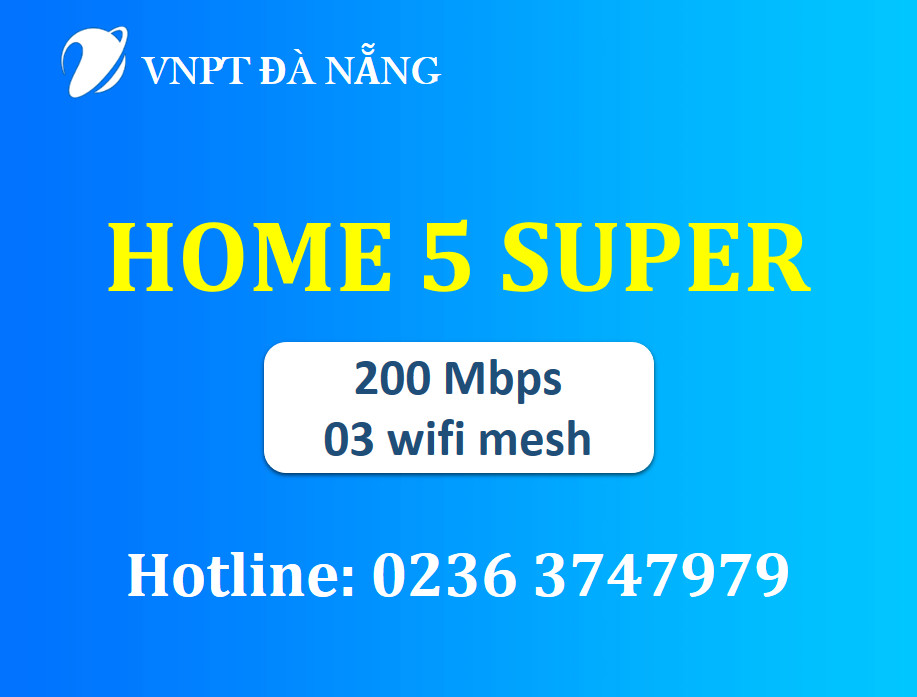 VNPT ĐÀ NẴNG
HOME 5 SUPER
200 Mbps
03 wifi mesh
Hotline: 0236 3747979